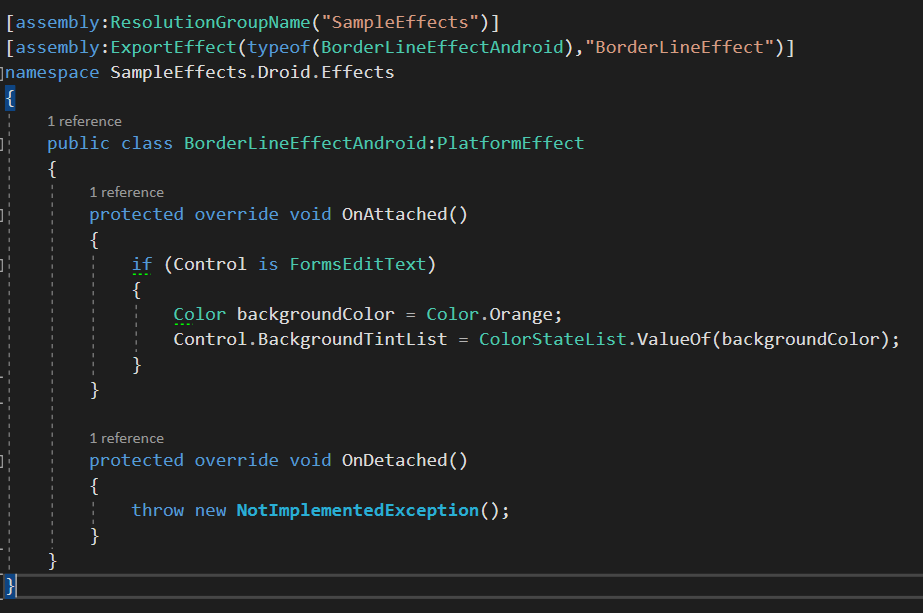 [assembly:ResolutionGroupName("SampleEffects")]
[assembly:ExportEffect(typeof(BorderLineEffectAndroid),"BorderLineEffect")]
namespace SampleEffects.Droid.Effects
{
1 reference
public class BorderLineEffectAndroid:PlatformEffect
{
1 reference
protected override void OnAttached()
{
if (Control is FormsEditText)
{
Color backgroundColor = Color.Orange;
Control.BackgroundTintList = ColorStateList.ValueOf(backgroundColor);
}
}
1 reference
protected override void OnDetached()
{
throw new NotImplementedException();
}
}
}